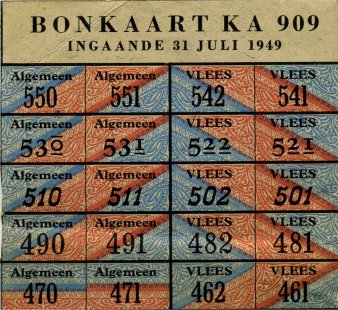 BONKAART KA 909
INGAANDE 31 JULI 1949
Algemeen Algemeen VLEES VLEES
550 551 542 541
Algemeen Algemeen VLEES VLEES
530 531 522 521
Algemeen Algemeen VLEES VLEES
510 511 502 501
Algemeen Algemeen VLEES VLEES
490 491 482 481
Algemeen Algemeen VLEES VLEES
470 471 462 461